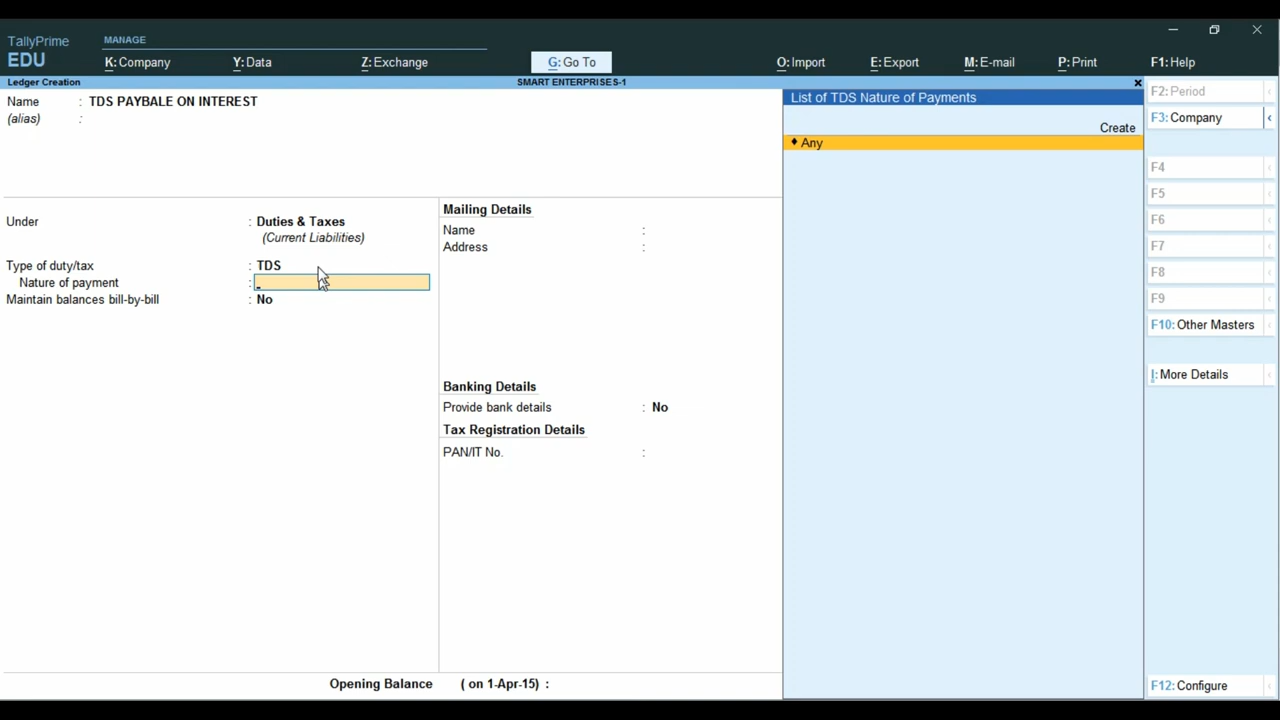 TallyPrime
EDU
MANAGE
K: Company
Y: Data
Z: Exchange
G: Go To
O: Import
E: Export
M: E-mail
P: Print
F1: Help
Ledger Creation
SMART ENTERPRISES-1
Name : TDS PAYBALE ON INTEREST
(alias) :
Under : Duties & Taxes
(Current Liabilities)
Type of duty/tax : TDS
Nature of payment :
Maintain balances bill-by-bill : No
Mailing Details
Name :
Address :
Banking Details
Provide bank details : No
Tax Registration Details
PAN/IT No. :
Opening Balance ( on 1-Apr-15) :
List of TDS Nature of Payments
Create
♦ Any
F2: Period
F3: Company
F4
F5
F6
F7
F8
F9
F10: Other Masters
I: More Details
F12: Configure